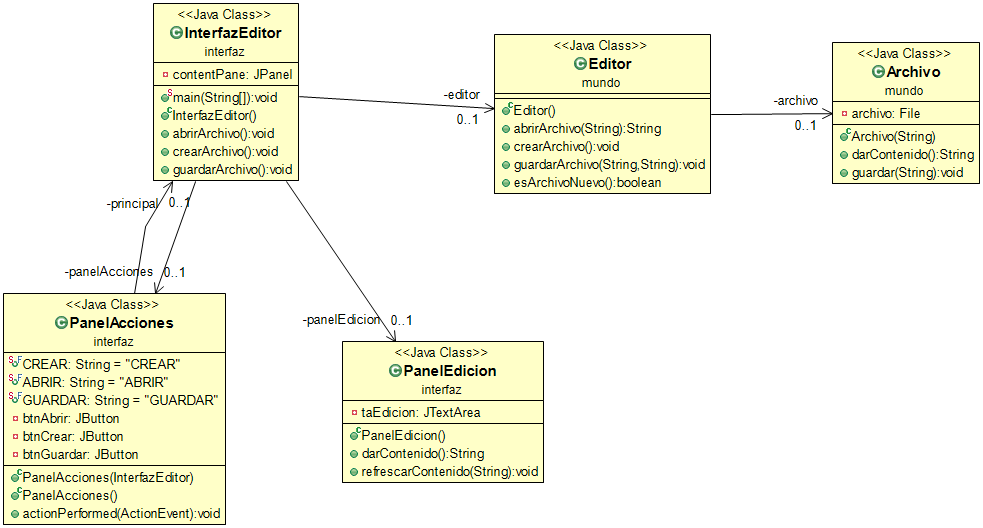 <<Java Class>>
InterfazEditor
interfaz
contentPane: JPanel
main(String[]):void
InterfazEditor()
abrirArchivo():void
crearArchivo():void
guardarArchivo():void
-editor
0..1
<<Java Class>>
Editor
mundo
Editor()
abrirArchivo(String):String
crearArchivo():void
guardarArchivo(String,String):void
esArchivoNuevo():boolean
-archivo
0..1
<<Java Class>>
Archivo
mundo
archivo: File
Archivo(String)
darContenido():String
guardar(String):void
-principal
0..1
-panelAcciones
0..1
-panelEdicion
0..1
<<Java Class>>
PanelAcciones
interfaz
CREAR: String = "CREAR"
ABRIR: String = "ABRIR"
GUARDAR: String = "GUARDAR"
btnAbrir: JButton
btnCrear: JButton
btnGuardar: JButton
PanelAcciones(InterfazEditor)
PanelAcciones()
actionPerformed(ActionEvent):void
<<Java Class>>
PanelEdicion
interfaz
taEdicion: JTextArea
PanelEdicion()
darContenido():String
refrescarContenido(String):void